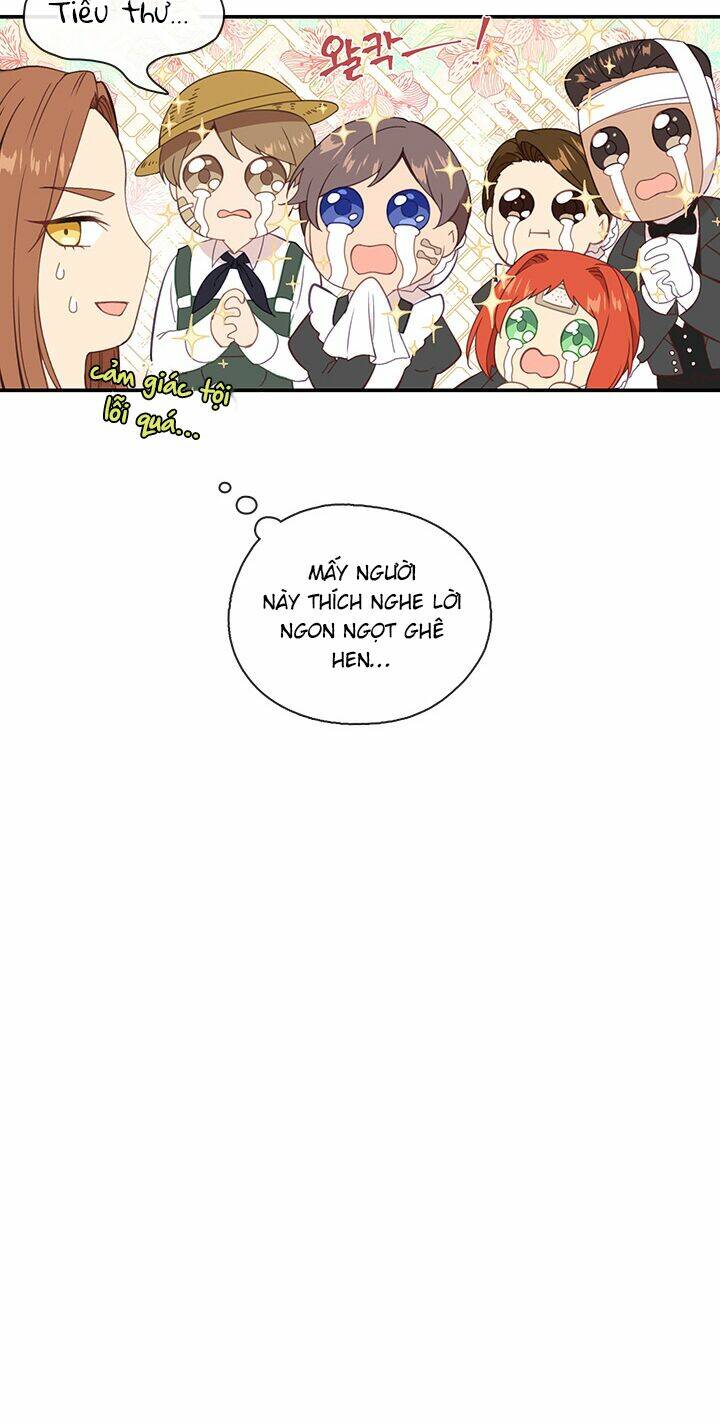 Tiểu thư...
왈칵—!
cảm giác tội
lỗi quá...
MẤY NGƯỜI
NÀY THÍCH NGHE LỜI
NGON NGỌT GHÊ
HEN...